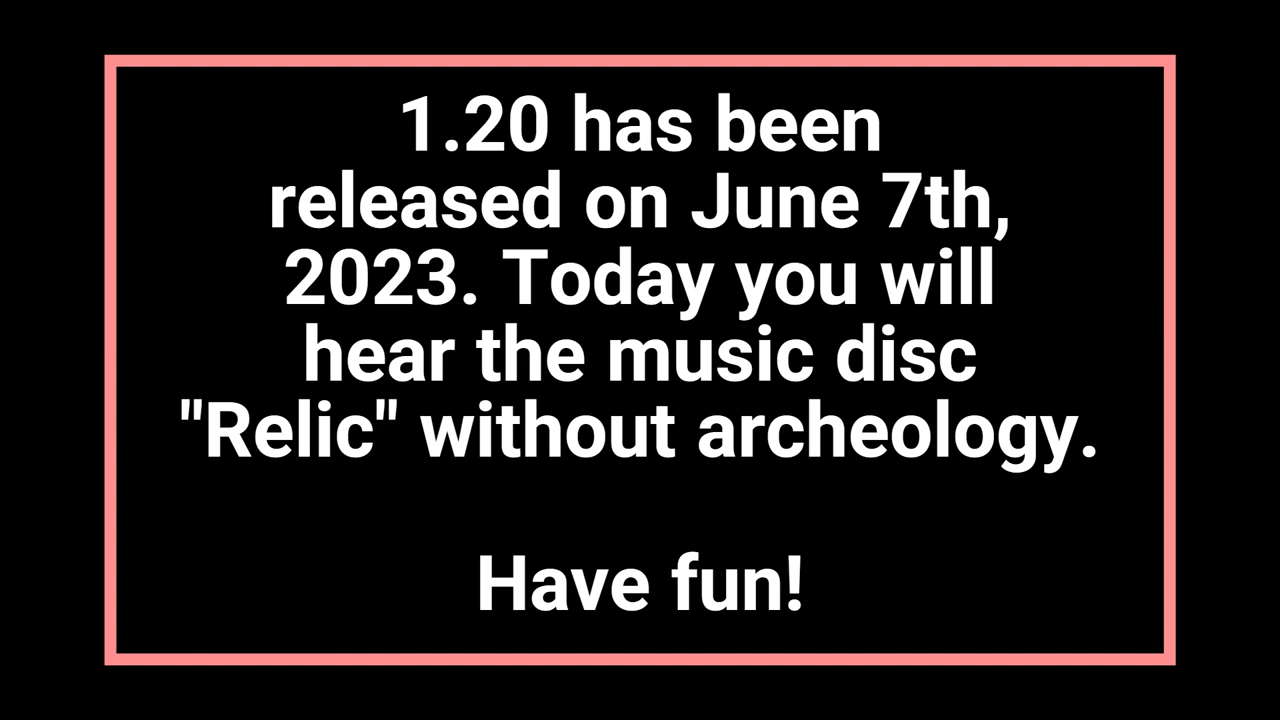 1.20 has been
released on June 7th,
2023. Today you will
hear the music disc
"Relic" without archeology.
Have fun!